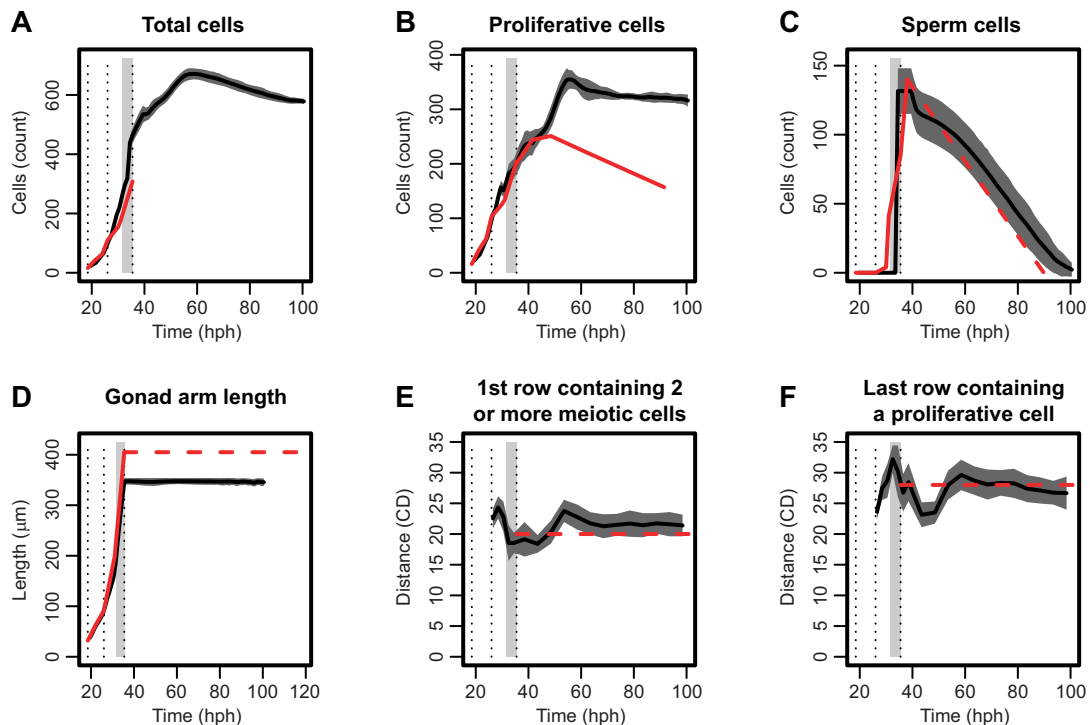 A
Total cells
Cells (count)
0
200
400
600
20 40 60 80 100
Time (hph)
B
Proliferative cells
Cells (count)
0
100
200
300
400
20 40 60 80 100
Time (hph)
C
Sperm cells
Cells (count)
0
50
100
150
20 40 60 80 100
Time (hph)
D
Gonad arm length
Length (μm)
0
100
200
300
400
20 40 60 80 100 120
Time (hph)
E
1st row containing 2
or more meiotic cells
Distance (CD)
0
5
10
15
20
25
30
35
20 40 60 80 100
Time (hph)
F
Last row containing
a proliferative cell
Distance (CD)
0
5
10
15
20
25
30
35
20 40 60 80 100
Time (hph)